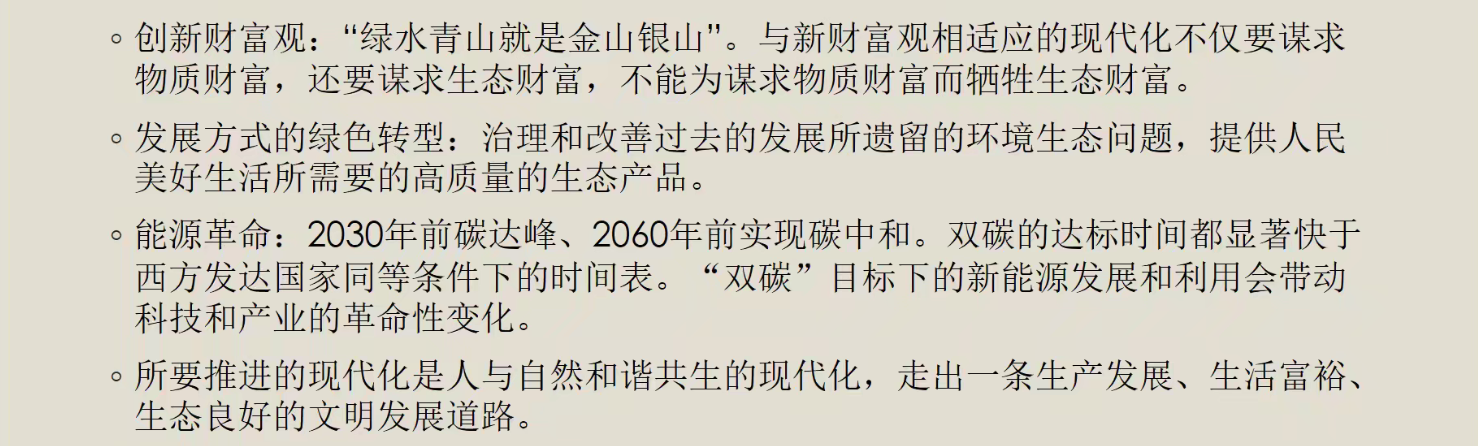 ◦ 创新财富观：“绿水青山就是金山银山”。与新财富观相适应的现代化不仅要谋求
物质财富，还要谋求生态财富，不能为谋求物质财富而牺牲生态财富。
◦ 发展方式的绿色转型：治理和改善过去的发展所遗留的环境生态问题，提供人民
美好生活所需要的高质量的生态产品。
◦ 能源革命：2030年前碳达峰、2060年前实现碳中和。双碳的达标时间都显著快于
西方发达国家同等条件下的时间表。“双碳”目标下的新能源发展和利用会带动
科技和产业的革命性变化。
◦ 所要推进的现代化是人与自然和谐共生的现代化，走出一条生产发展、生活富裕、
生态良好的文明发展道路。